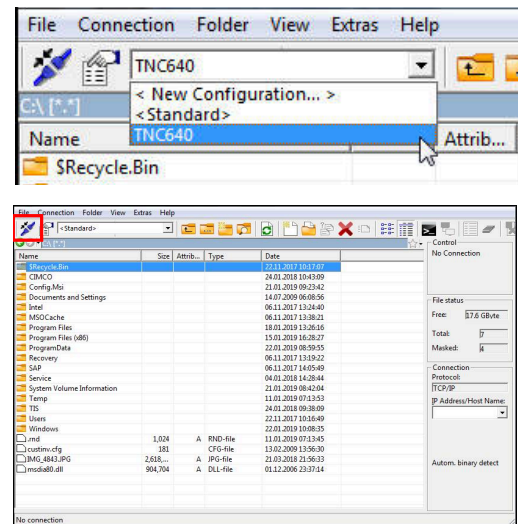 File Connection Folder View Extras Help
TNC640
C:\ [*.*]
< New Configuration... >
<Standard>
Name TNC640 Attrib...
$Recycle.Bin
File Connection Folder View Extras Help
<Standard>
Control
No Connection
Name Size Attrib... Type Date
$Recycle.Bin 22.11.2017 10:17:07
CIMCO 24.01.2018 10:43:09
Config.Msi 21.01.2019 09:23:42
Documents and Settings 14.07.2009 06:08:56
Intel 06.11.2017 13:24:40
MSOCache 06.11.2017 13:38:21
Program Files 18.01.2019 13:26:16
Program Files (x86) 15.01.2019 16:28:27
ProgramData 22.01.2019 08:59:55
Recovery 06.11.2017 13:19:22
SAP 06.11.2017 14:05:49
Service 04.01.2018 14:28:44
System Volume Information 21.01.2019 08:42:04
Temp 11.01.2019 07:13:53
TIS 24.01.2018 09:38:09
Users 22.11.2017 10:16:49
Windows 22.01.2019 10:08:35
.rnd 1,024 A RND-file 11.01.2019 07:13:45
custinv.cfg 181 CFG-file 13.02.2009 13:56:30
IMG_4843.JPG 2,618,... A JPG-file 21.03.2018 21:56:33
msdia80.dll 904,704 A DLL-file 01.12.2006 23:37:14
File status
Free: 17.6 GByte
Total: 7
Masked: 4
Connection
Protocol:
TCP/IP
IP Address/Host Name:
Autom. binary detect
No connection